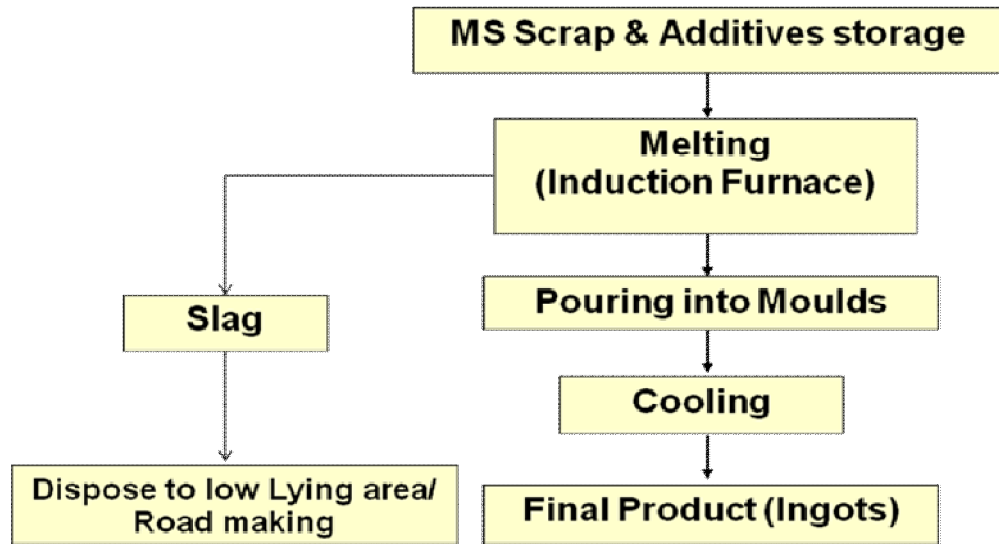 MS Scrap & Additives storage
Melting
(Induction Furnace)
Pouring into Moulds
Slag
Cooling
Dispose to low Lying area/
Road making
Final Product (Ingots)